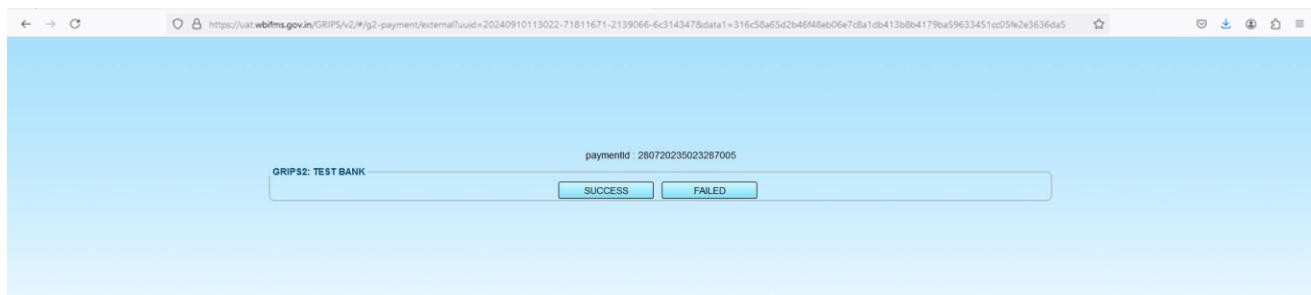 https://uat.wbifms.gov.in/GRIPS/v2/#/g2-payment/external?uuid=20240910113022-71811671-2139066-6c314347&data1=316c58a65d2b46f48eb06e7c8a1db413b8b4179ba59633451cc05fe2e3636da5
paymentId : 280720235023287005
GRIPS2: TEST BANK
SUCCESS FAILED